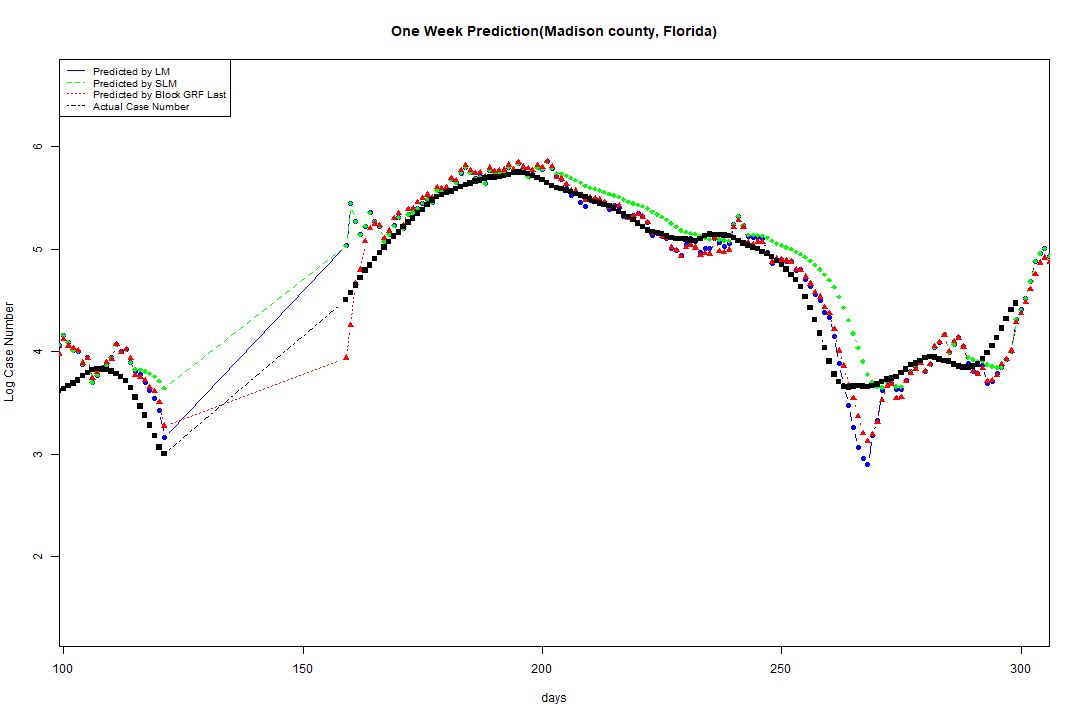 One Week Prediction(Madison county, Florida)
Predicted by LM
Predicted by SLM
Predicted by Block GRF Last
Actual Case Number
6
5
4
3
2
Log Case Number
100 150 200 250 300
days